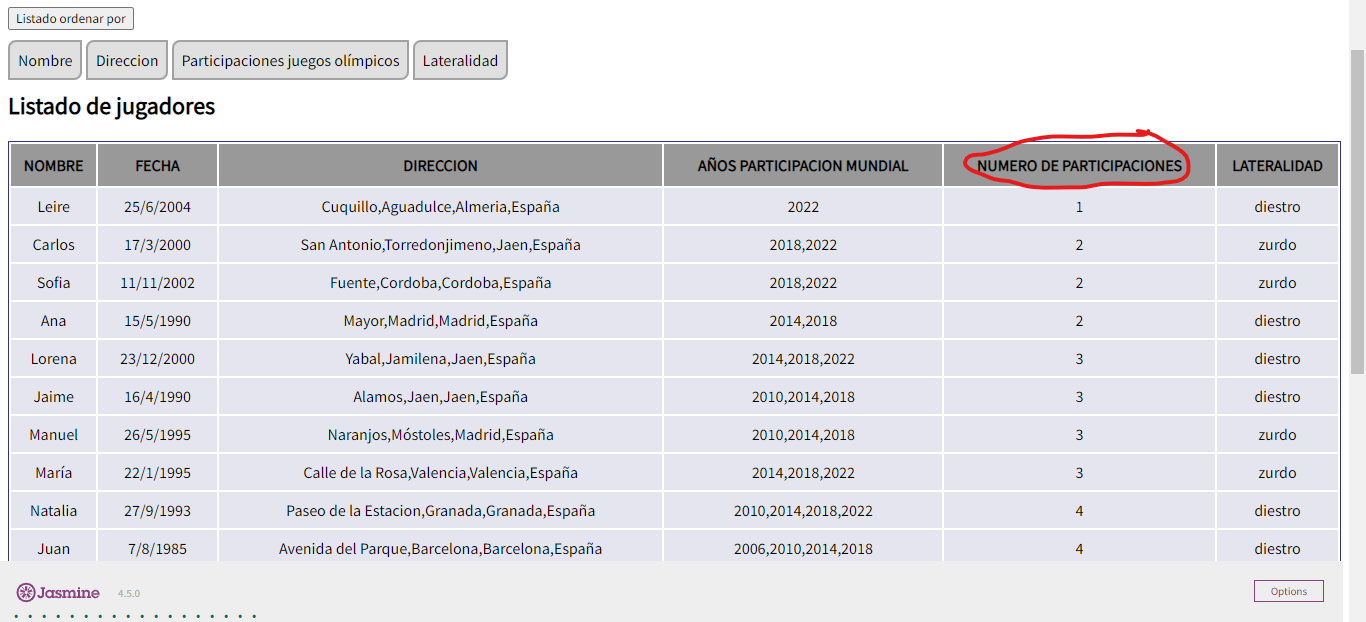 Listado ordenar por
Nombre Direccion Participaciones juegos olímpicos Lateralidad
Listado de jugadores
NOMBRE FECHA DIRECCION AÑOS PARTICIPACION MUNDIAL NUMERO DE PARTICIPACIONES LATERALIDAD
Leire 25/6/2004 Cuquillo,Aguadulce,Almeria,España 2022 1 diestro
Carlos 17/3/2000 San Antonio,Torredonjimeno,Jaen,España 2018,2022 2 zurdo
Sofia 11/11/2002 Fuente,Cordoba,Cordoba,España 2018,2022 2 zurdo
Ana 15/5/1990 Mayor,Madrid,Madrid,España 2014,2018 2 diestro
Lorena 23/12/2000 Yabal,Jamilena,Jaen,España 2014,2018,2022 3 diestro
Jaime 16/4/1990 Alamos,Jaen,Jaen,España 2010,2014,2018 3 diestro
Manuel 26/5/1995 Naranjos,Móstoles,Madrid,España 2010,2014,2018 3 zurdo
María 22/1/1995 Calle de la Rosa,Valencia,Valencia,España 2014,2018,2022 3 zurdo
Natalia 27/9/1993 Paseo de la Estacion,Granada,Granada,España 2010,2014,2018,2022 4 diestro
Juan 7/8/1985 Avenida del Parque,Barcelona,Barcelona,España 2006,2010,2014,2018 4 diestro
Jasmine 4.5.0 Options